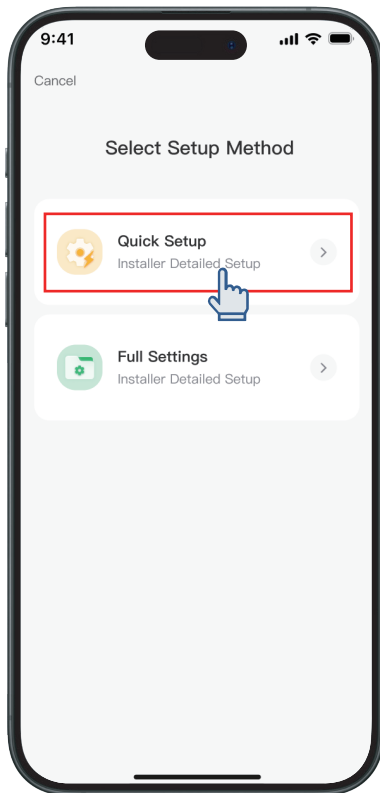 9:41
Cancel
Select Setup Method
Quick Setup
Installer Detailed Setup
Full Settings
Installer Detailed Setup